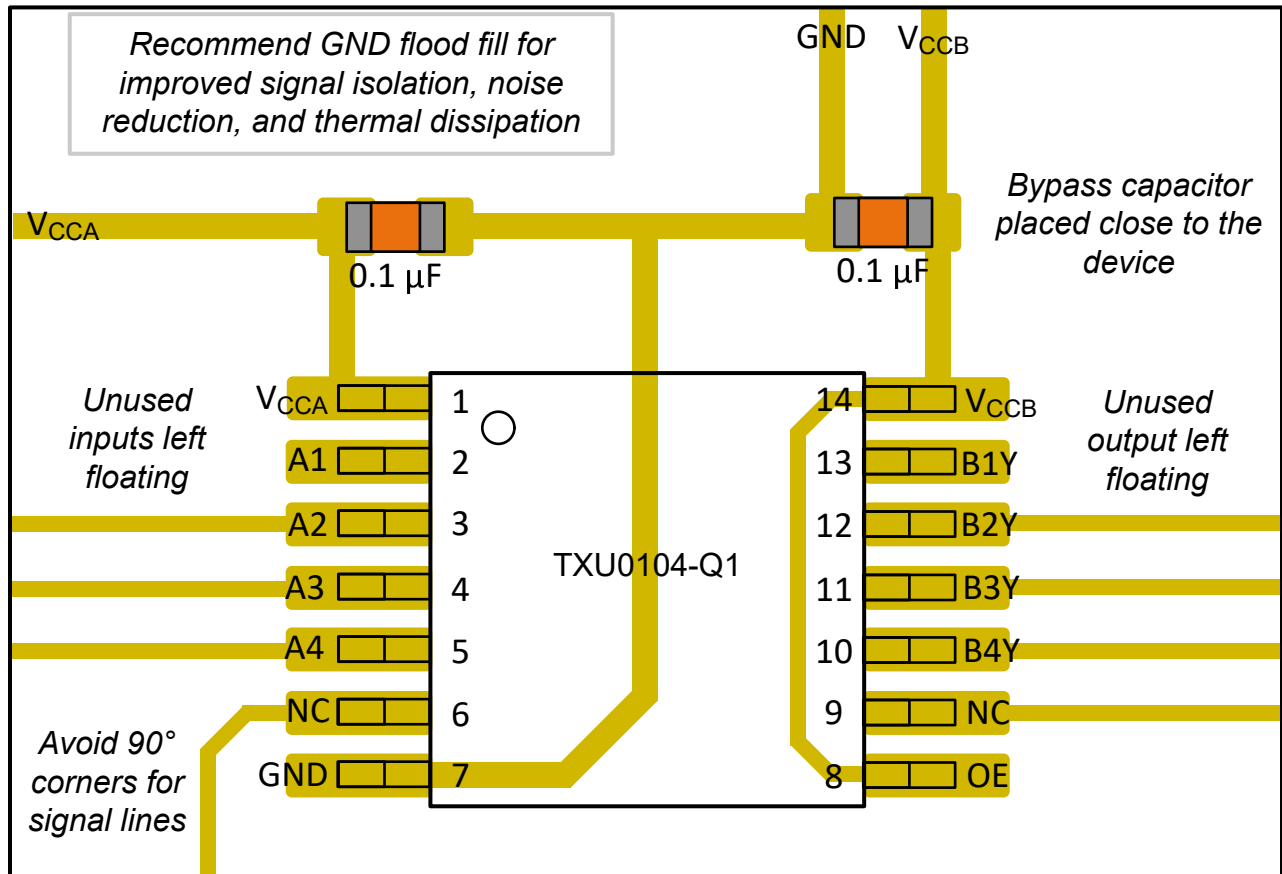 Recommend GND flood fill for
improved signal isolation, noise
reduction, and thermal dissipation
GND
VCCB
VCCA
0.1 µF
0.1 µF
Bypass capacitor
placed close to the
device
Unused
inputs left
floating
VCCA
1
14
VCCB
Unused
output left
floating
A1
2
13
B1Y
A2
3
12
B2Y
TXU0104-Q1
A3
4
11
B3Y
A4
5
10
B4Y
NC
6
9
NC
GND
7
8
OE
Avoid 90°
corners for
signal lines